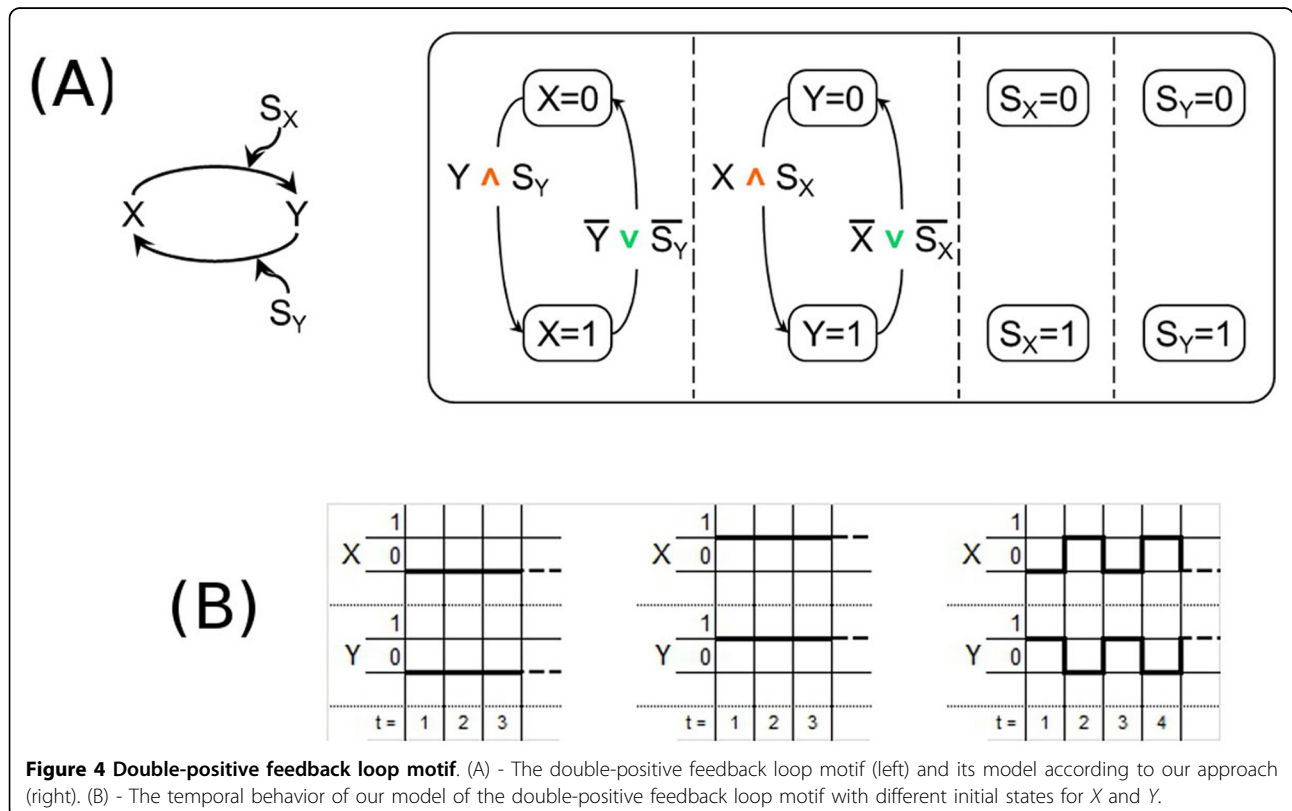 (A)
S_X
X Y
S_Y
X=0 Y=0 S_X=0 S_Y=0
Y ∧ S_Y X ∧ S_X
Y̅ ∨ S̅_Y̅ X̅ ∨ S̅_X̅
X=1 Y=1 S_X=1 S_Y=1
(B)
1
X 0
1
Y 0
t = 1 2 3
1
X 0
1
Y 0
t = 1 2 3
1
X 0
1
Y 0
t = 1 2 3 4
Figure 4 Double-positive feedback loop motif. (A) - The double-positive feedback loop motif (left) and its model according to our approach
(right). (B) - The temporal behavior of our model of the double-positive feedback loop motif with different initial states for X and Y.